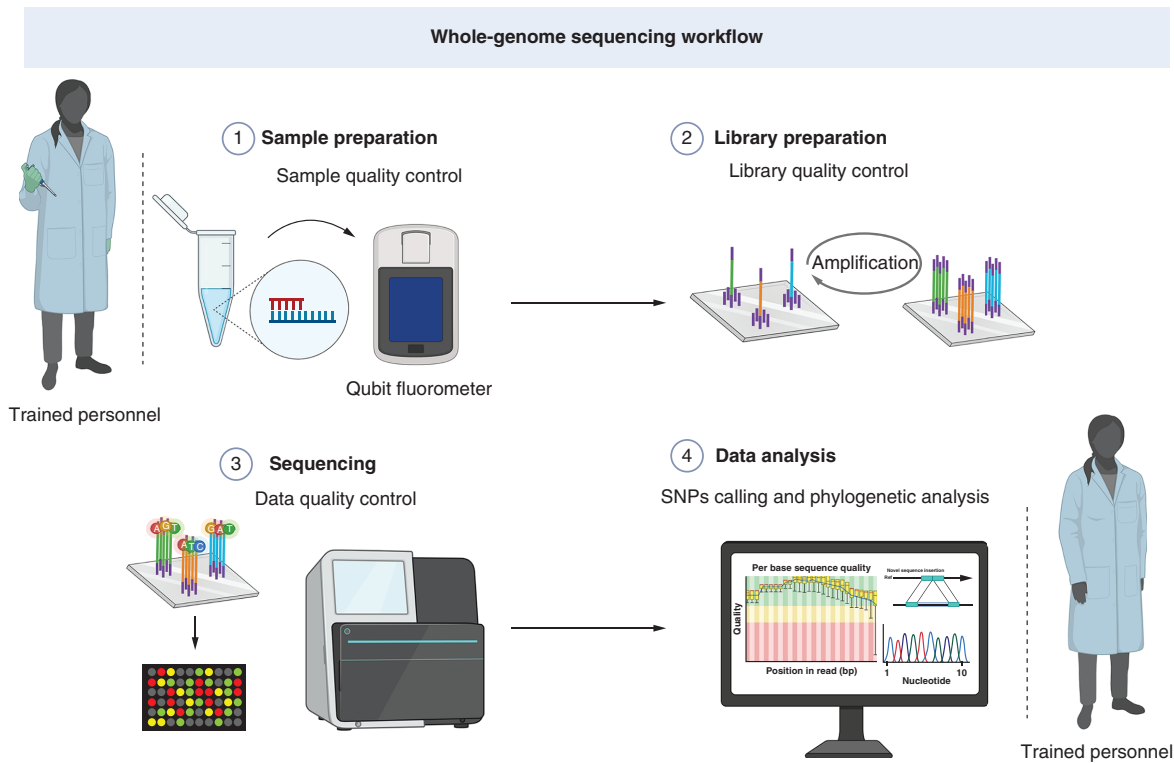 Whole-genome sequencing workflow
1 Sample preparation
Sample quality control
Qubit fluorometer
Trained personnel
2 Library preparation
Library quality control
Amplification
3 Sequencing
Data quality control
A G T
A T C
G A T
4 Data analysis
SNPs calling and phylogenetic analysis
Per base sequence quality
Quality
Position in read (bp)
Novel sequence insertion
Ref
1 10
Nucleotide
Trained personnel